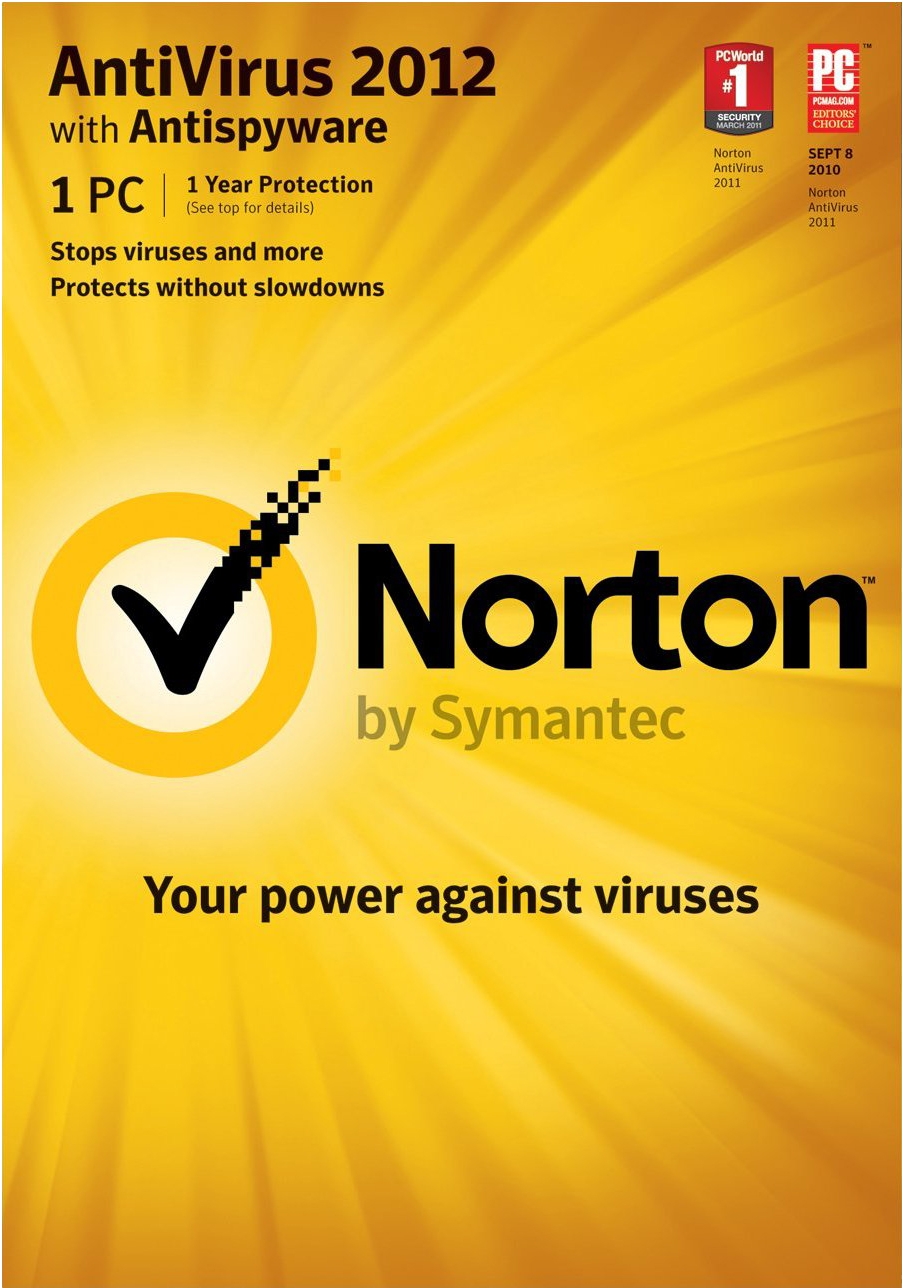 AntiVirus 2012
with Antispyware
1 PC
1 Year Protection
(See top for details)
Stops viruses and more
Protects without slowdowns
PCWorld
#1
SECURITY
MARCH 2011
Norton
AntiVirus
2011
PC™
PCMAG.COM
EDITORS'
CHOICE
SEPT 8
2010
Norton
AntiVirus
2011
Norton™
by Symantec
Your power against viruses